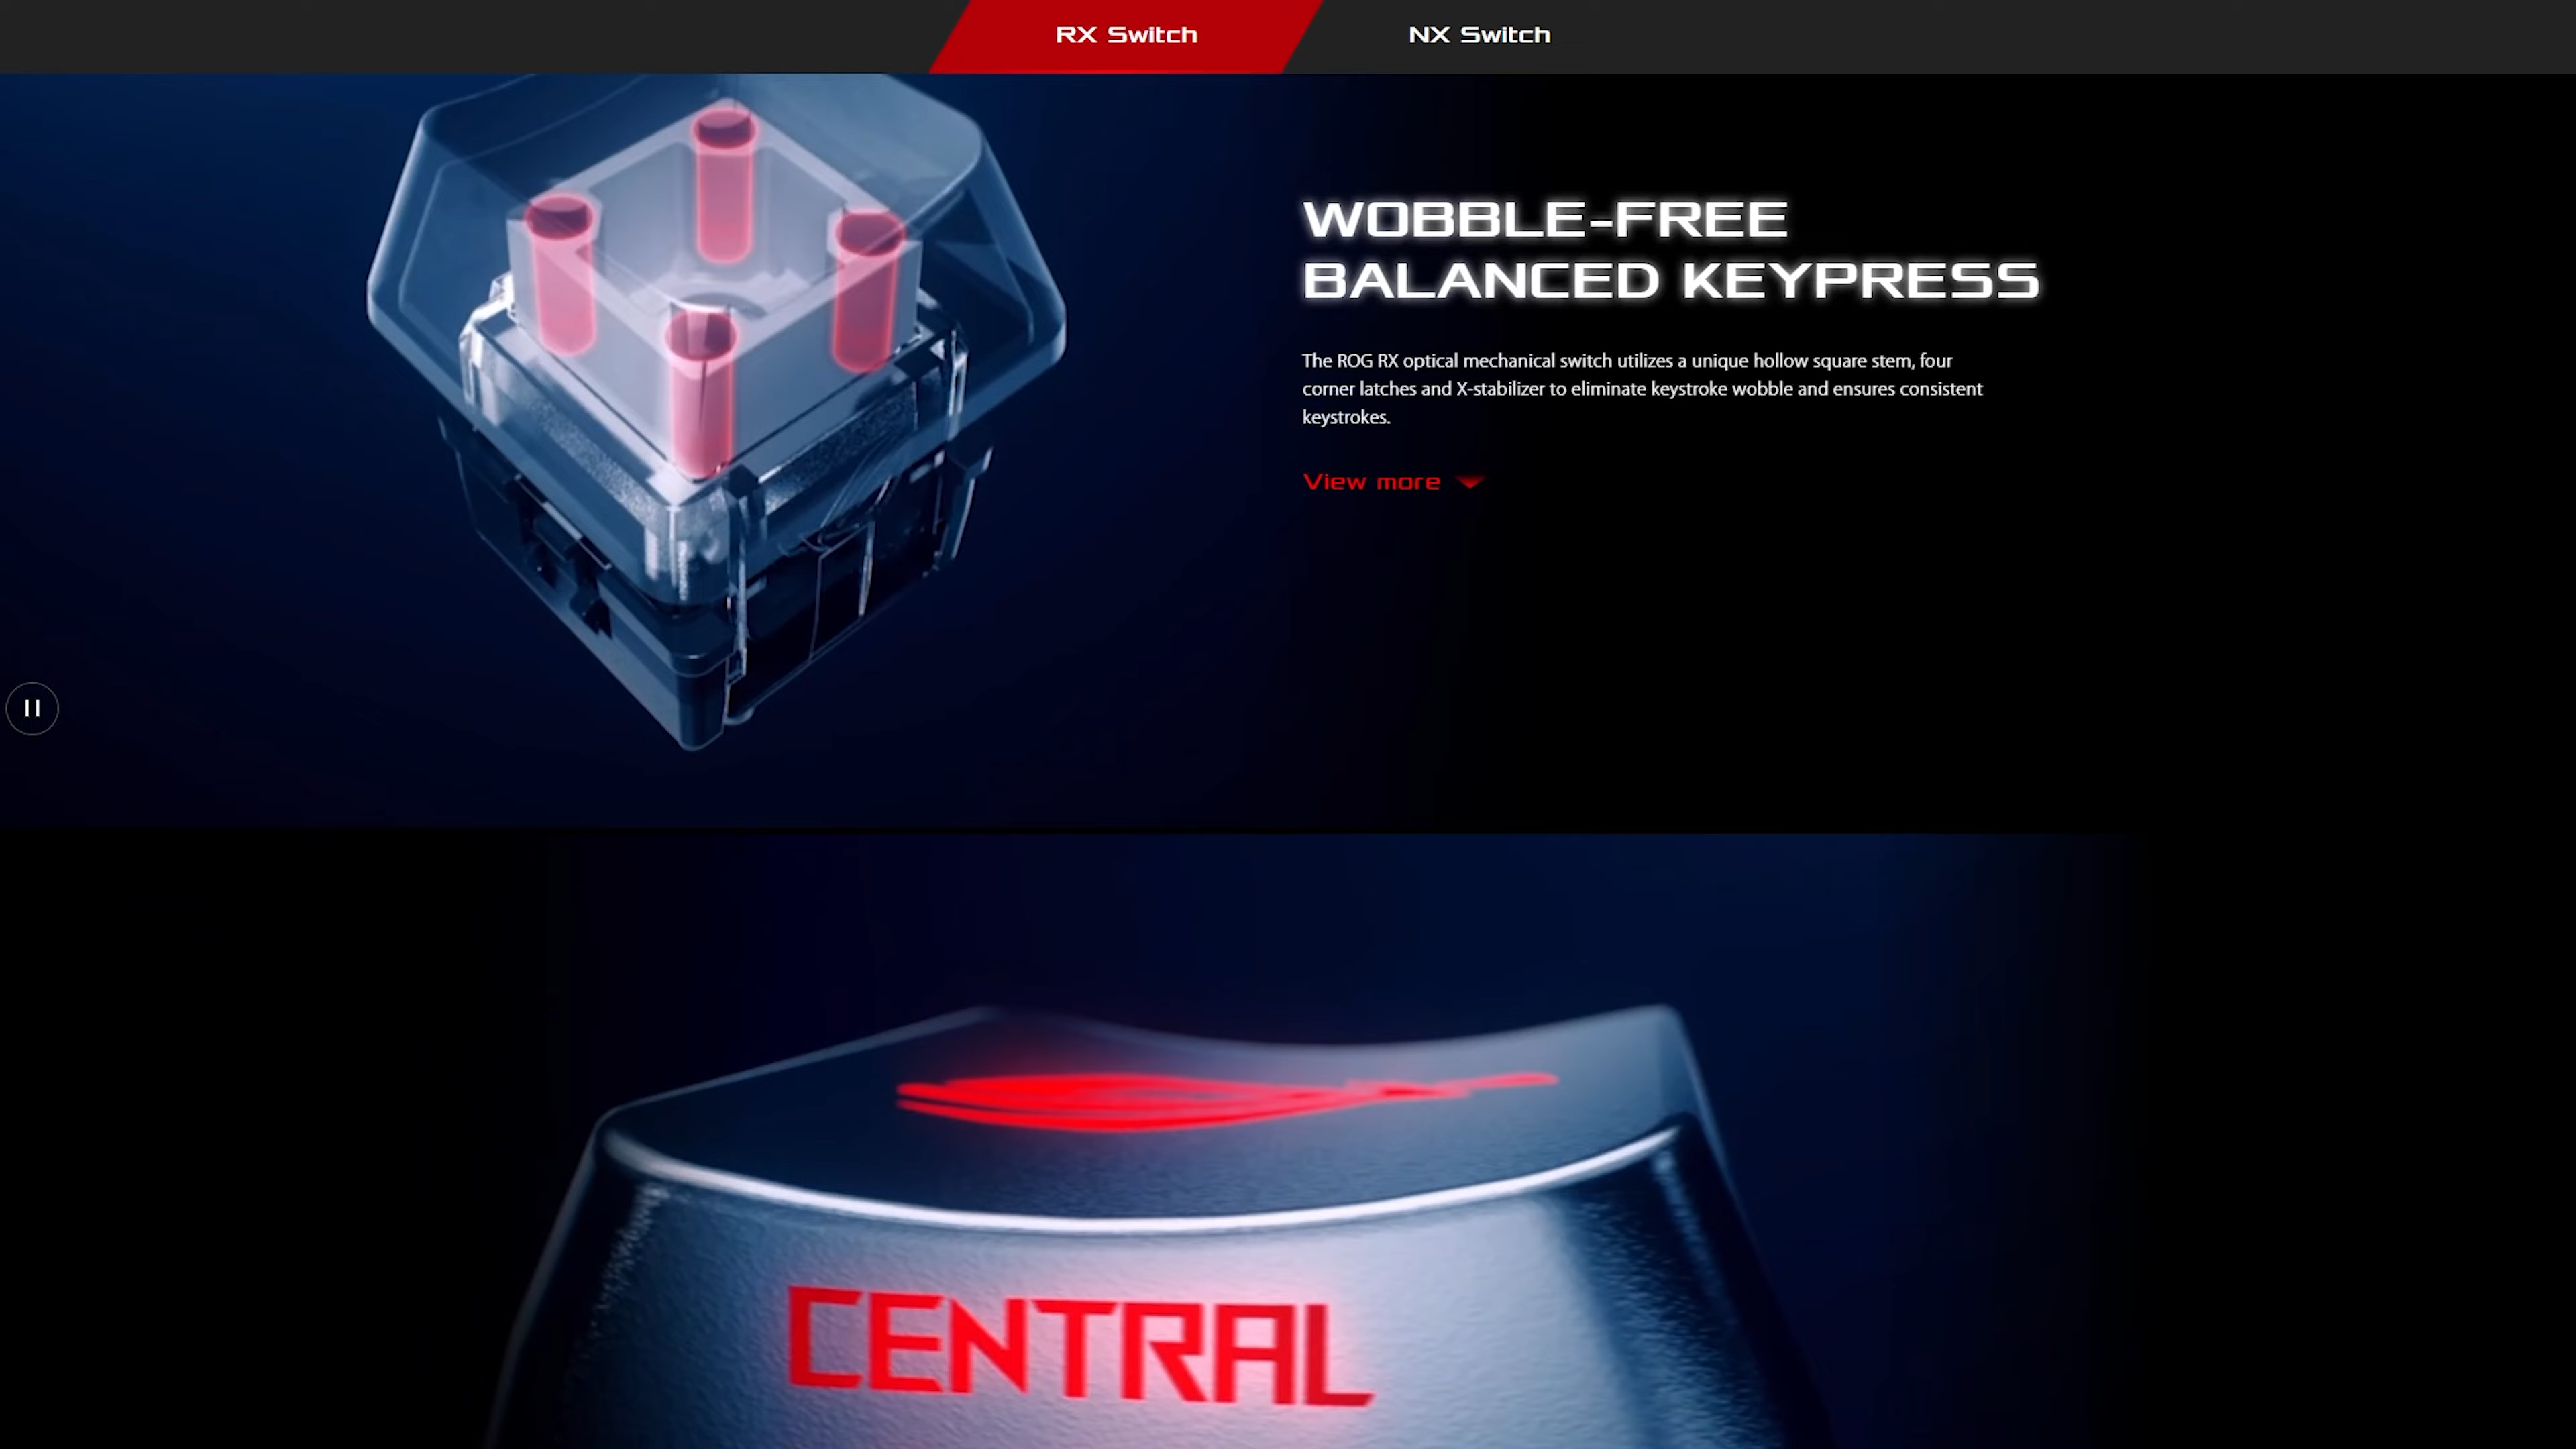 RX Switch
NX Switch
WOBBLE-FREE
BALANCED KEYPRESS
The ROG RX optical mechanical switch utilizes a unique hollow square stem, four
corner latches and X-stabilizer to eliminate keystroke wobble and ensures consistent
keystrokes.
View more
CENTRAL